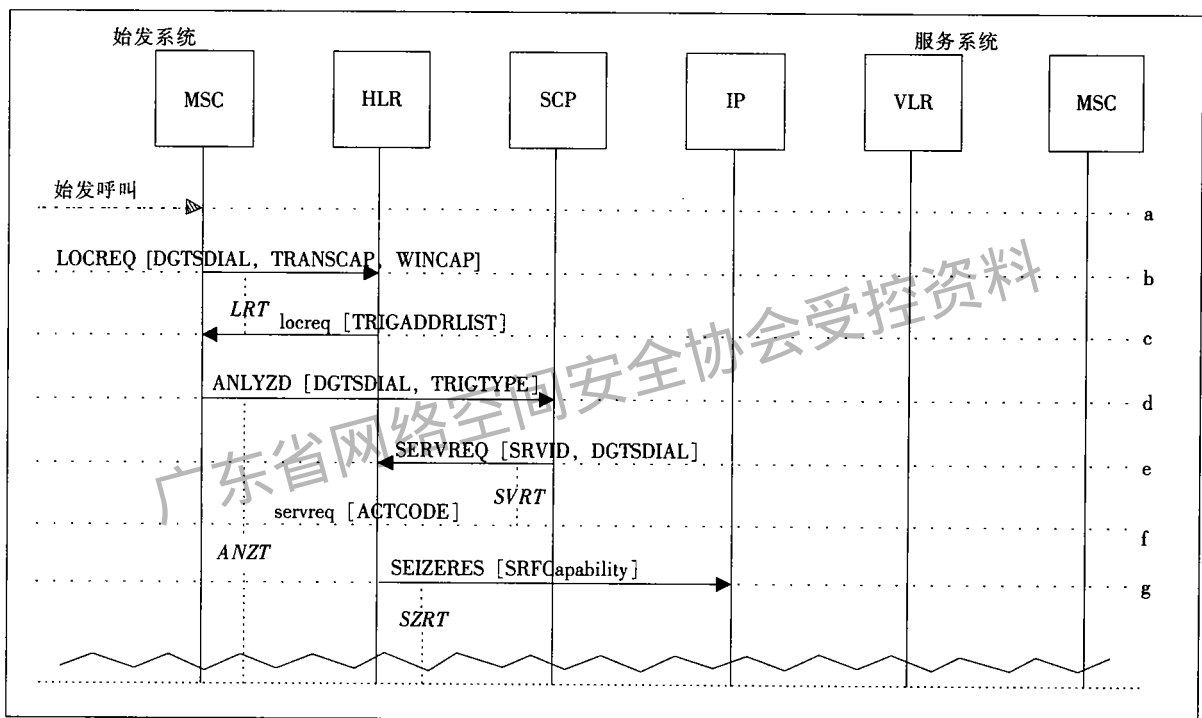 始发系统
服务系统
MSC
HLR
SCP
IP
VLR
MSC
始发呼叫
a
LOCREQ [DGTSDIAL, TRANSCAP, WINCAP]
b
LRT
locreq [TRIGADDRLIST]
c
ANLYZD [DGTSDIAL, TRIGTYPE]
d
SERVREQ [SRVID, DGTSDIAL]
e
SVRT
servreq [ACTCODE]
f
ANZT
SEIZERES [SRFCapability]
g
SZRT
广东省网络空间安全协会受控资料